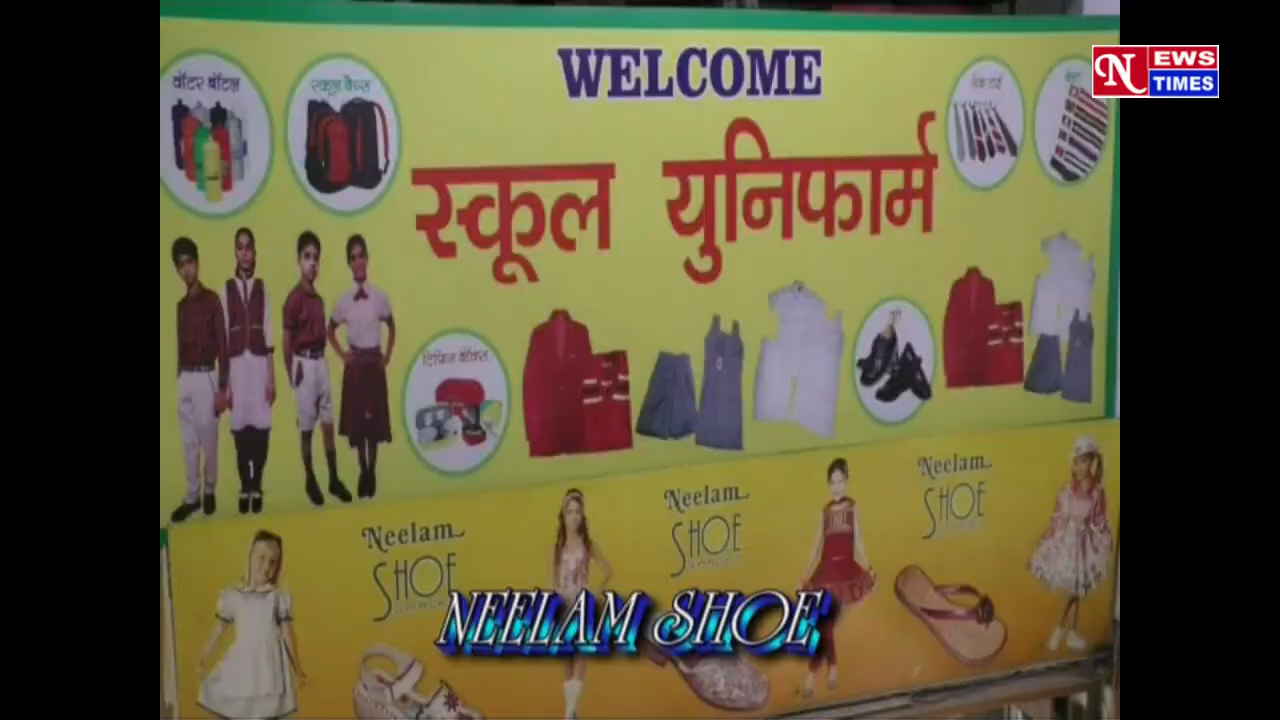 NEWS
TIMES
WELCOME
स्कूल युनिफार्म
वॉटर बॉटल
स्कूल बैग्स
टिफिन बॉक्स
Neelam
SHOE
Neelam
SHOE
Neelam
SHOE
NEELAM SHOE